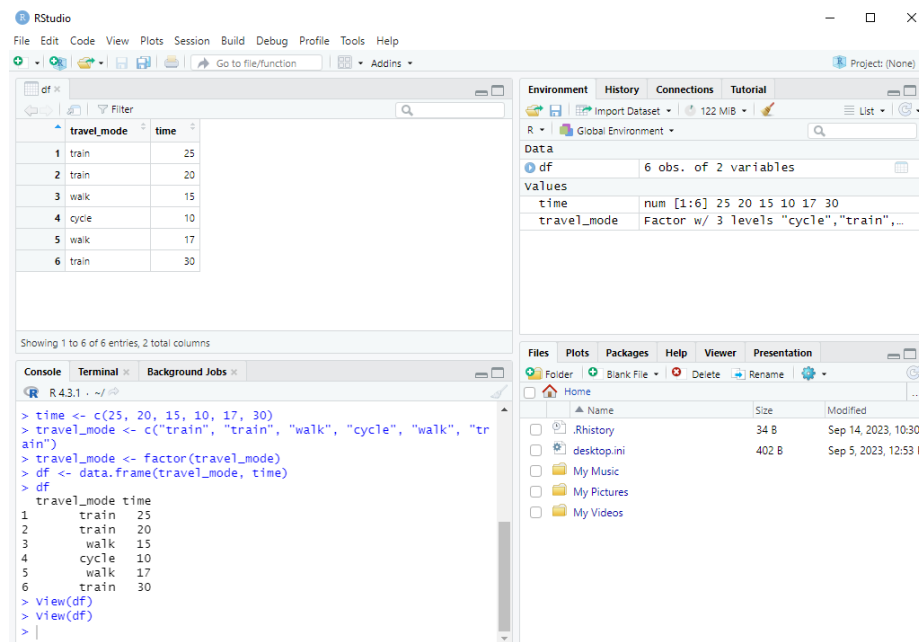 RStudio
File Edit Code View Plots Session Build Debug Profile Tools Help
Go to file/function Addins Project: (None)
df
Filter
travel_mode time
1 train 25
2 train 20
3 walk 15
4 cycle 10
5 walk 17
6 train 30
Showing 1 to 6 of 6 entries, 2 total columns
Console Terminal Background Jobs
R 4.3.1 · ~/
> time <- c(25, 20, 15, 10, 17, 30)
> travel_mode <- c("train", "train", "walk", "cycle", "walk", "tr
ain")
> travel_mode <- factor(travel_mode)
> df <- data.frame(travel_mode, time)
> df
travel_mode time
1 train 25
2 train 20
3 walk 15
4 cycle 10
5 walk 17
6 train 30
> View(df)
> View(df)
>
Environment History Connections Tutorial
Import Dataset 122 MiB List
R Global Environment
Data
df 6 obs. of 2 variables
Values
time num [1:6] 25 20 15 10 17 30
travel_mode Factor w/ 3 levels "cycle","train",…
Files Plots Packages Help Viewer Presentation
Folder Blank File Delete Rename
Home
Name Size Modified
.Rhistory 34 B Sep 14, 2023, 10:30
desktop.ini 402 B Sep 5, 2023, 12:53
My Music
My Pictures
My Videos